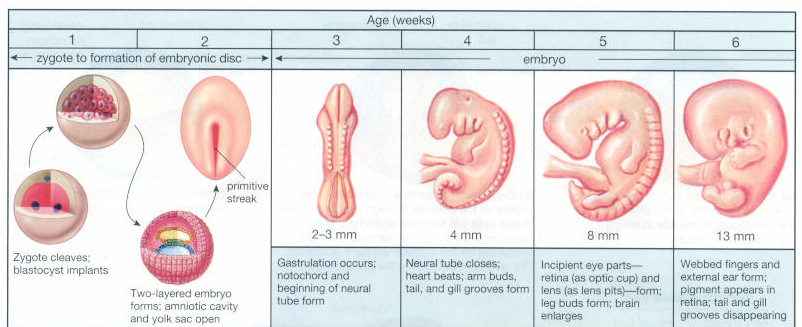 Age (weeks)
1 2 3 4 5 6
zygote to formation of embryonic disc
embryo
primitive
streak
Zygote cleaves;
blastocyst implants
Two-layered embryo
forms; amniotic cavity
and yolk sac open
2–3 mm
Gastrulation occurs;
notochord and
beginning of neural
tube form
4 mm
Neural tube closes;
heart beats; arm buds,
tail, and gill grooves form
8 mm
Incipient eye parts—
retina (as optic cup) and
lens (as lens pits)—form;
leg buds form; brain
enlarges
13 mm
Webbed fingers and
external ear form;
pigment appears in
retina; tail and gill
grooves disappearing